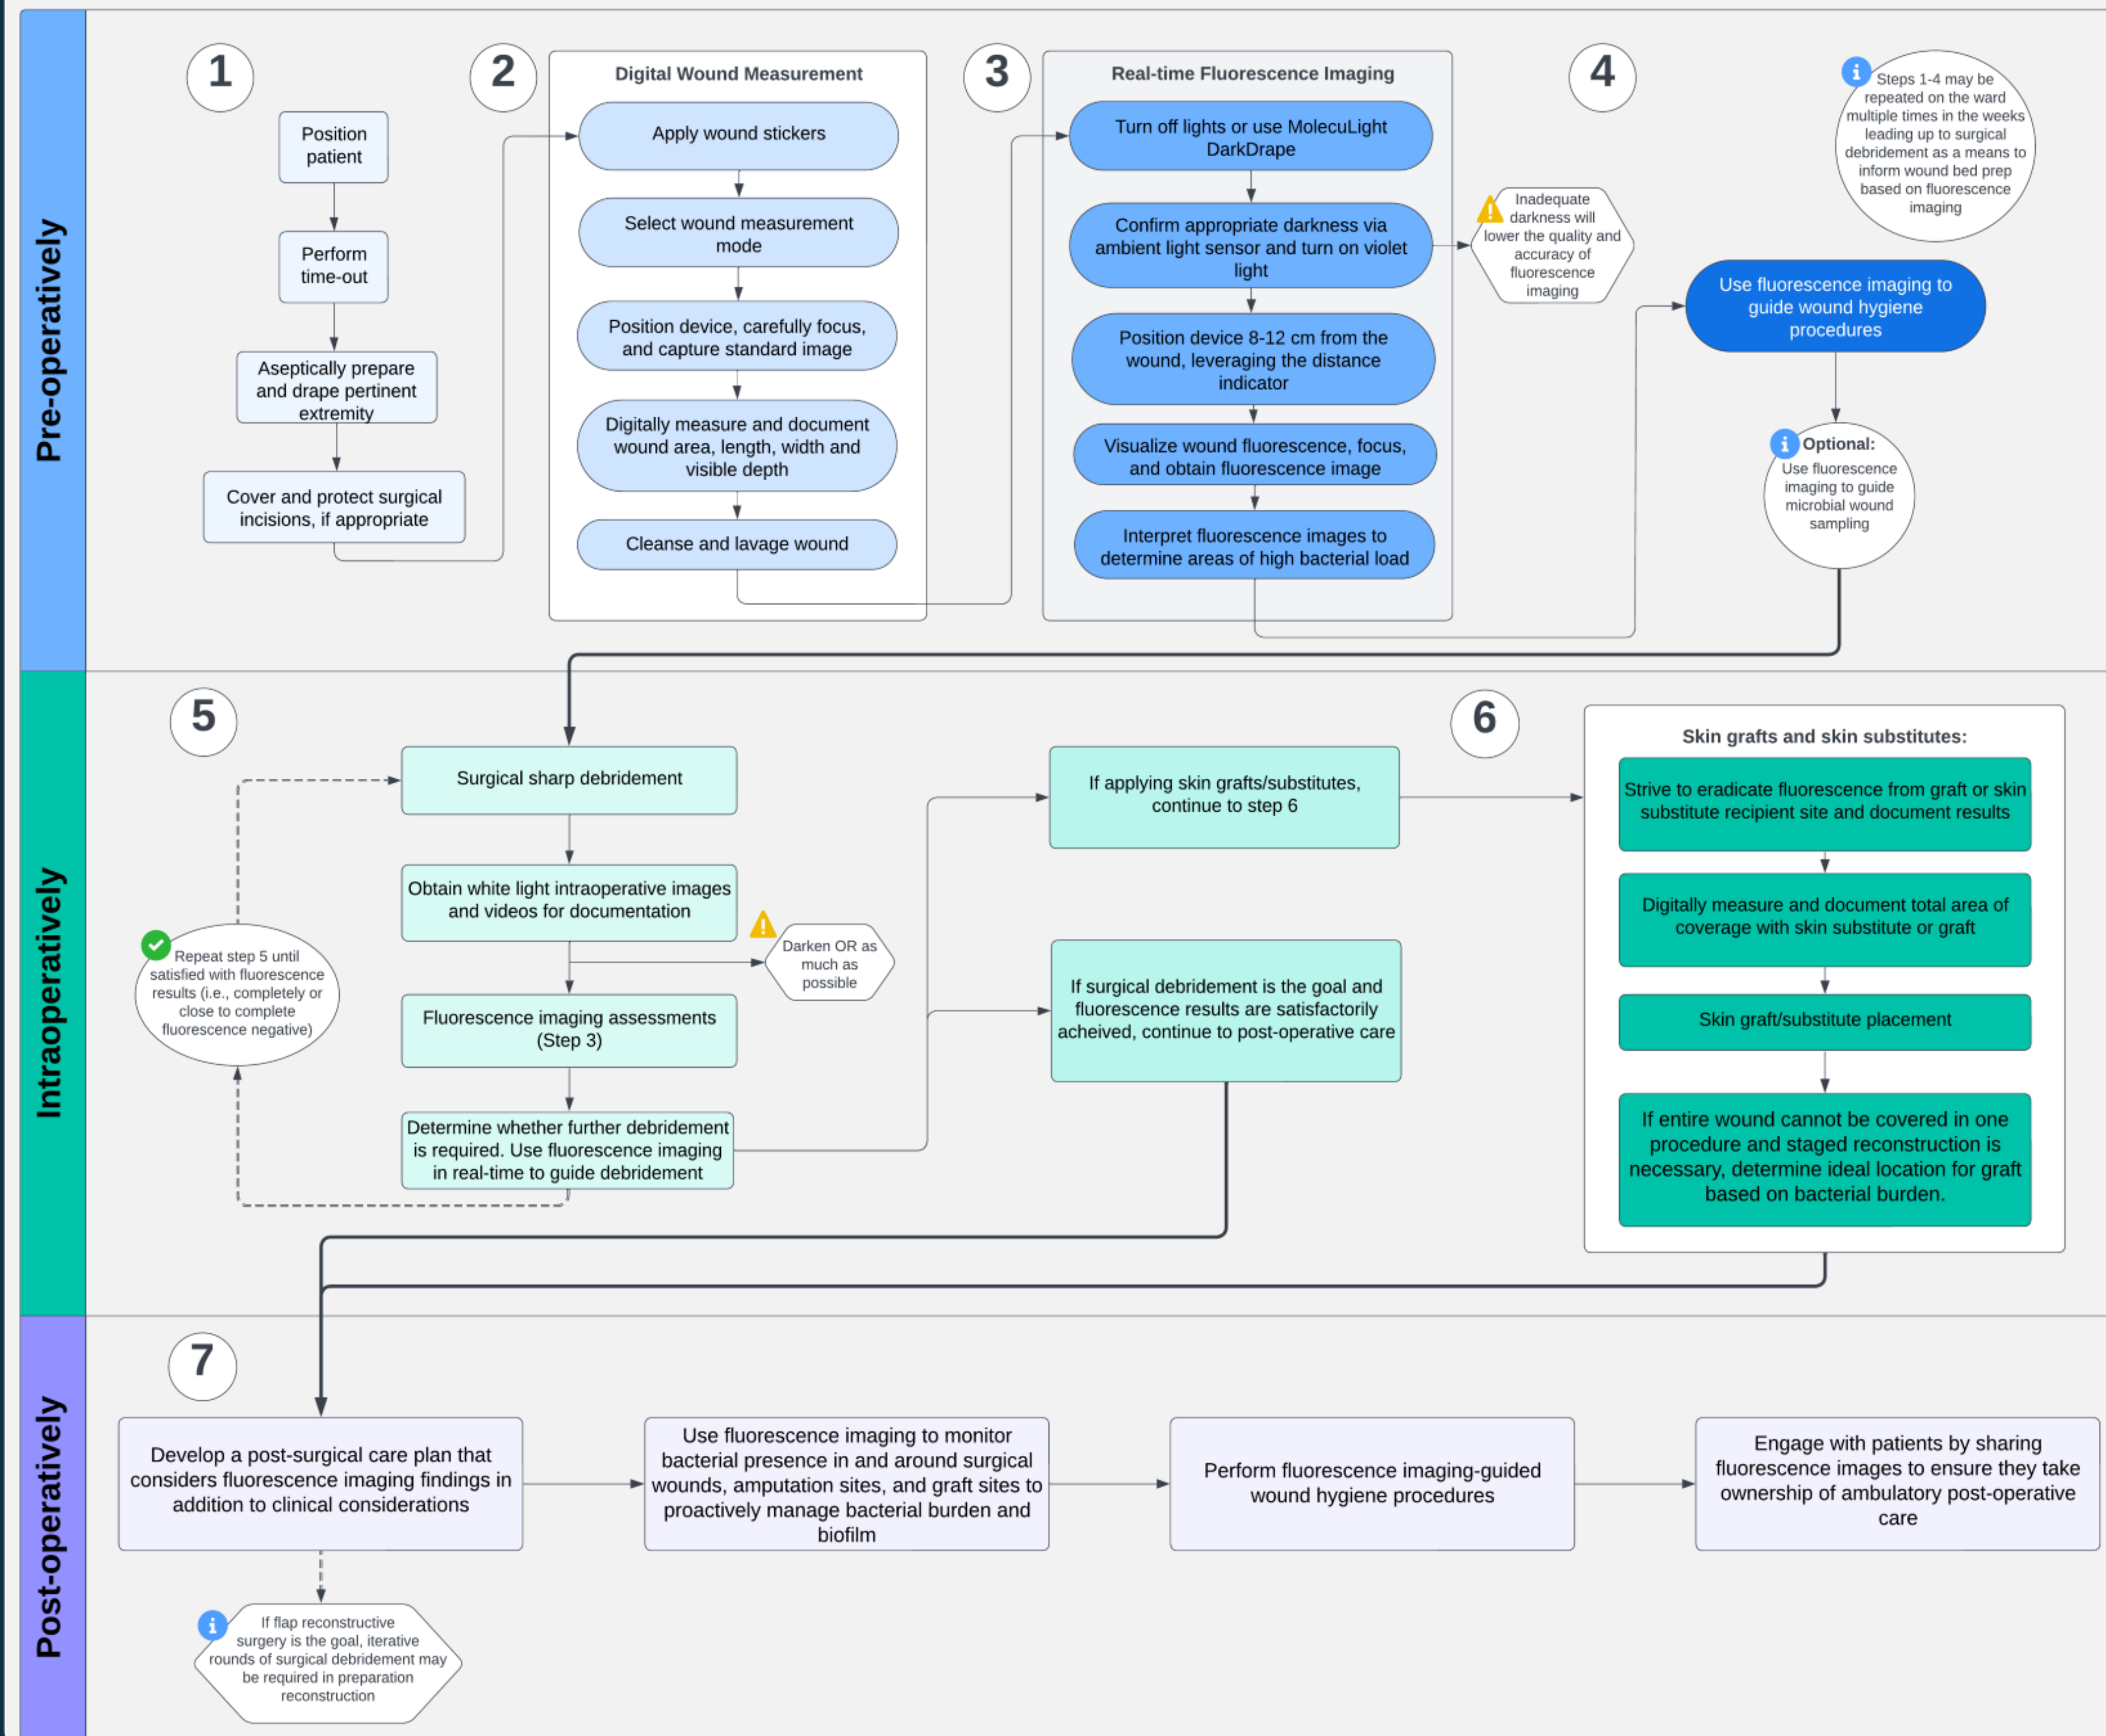 Pre-operatively
1
Position
patient
Perform
time-out
Aseptically prepare
and drape pertinent
extremity
Cover and protect surgical
incisions, if appropriate
2
Digital Wound Measurement
Apply wound stickers
Select wound measurement
mode
Position device, carefully focus,
and capture standard image
Digitally measure and document
wound area, length, width and
visible depth
Cleanse and lavage wound
3
Real-time Fluorescence Imaging
Turn off lights or use MolecuLight
DarkDrape
Confirm appropriate darkness via
ambient light sensor and turn on violet
light
Inadequate
darkness will
lower the quality and
accuracy of
fluorescence
imaging
Position device 8-12 cm from the
wound, leveraging the distance
indicator
Visualize wound fluorescence, focus,
and obtain fluorescence image
Interpret fluorescence images to
determine areas of high bacterial load
4
Steps 1-4 may be
repeated on the ward
multiple times in the weeks
leading up to surgical
debridement as a means to
inform wound bed prep
based on fluorescence
imaging
Use fluorescence imaging to
guide wound hygiene
procedures
Optional:
Use fluorescence
imaging to guide
microbial wound
sampling
Intraoperatively
5
Surgical sharp debridement
Obtain white light intraoperative images
and videos for documentation
Darken OR as
much as
possible
Fluorescence imaging assessments
(Step 3)
Determine whether further debridement
is required. Use fluorescence imaging
in real-time to guide debridement
Repeat step 5 until
satisfied with fluorescence
results (i.e., completely or
close to complete
fluorescence negative)
If applying skin grafts/substitutes,
continue to step 6
If surgical debridement is the goal and
fluorescence results are satisfactorily
acheived, continue to post-operative care
6
Skin grafts and skin substitutes:
Strive to eradicate fluorescence from graft or skin
substitute recipient site and document results
Digitally measure and document total area of
coverage with skin substitute or graft
Skin graft/substitute placement
If entire wound cannot be covered in one
procedure and staged reconstruction is
necessary, determine ideal location for graft
based on bacterial burden.
Post-operatively
7
Develop a post-surgical care plan that
considers fluorescence imaging findings in
addition to clinical considerations
Use fluorescence imaging to monitor
bacterial presence in and around surgical
wounds, amputation sites, and graft sites to
proactively manage bacterial burden and
biofilm
Perform fluorescence imaging-guided
wound hygiene procedures
Engage with patients by sharing
fluorescence images to ensure they take
ownership of ambulatory post-operative
care
If flap reconstructive
surgery is the goal, iterative
rounds of surgical debridement may
be required in preparation
reconstruction